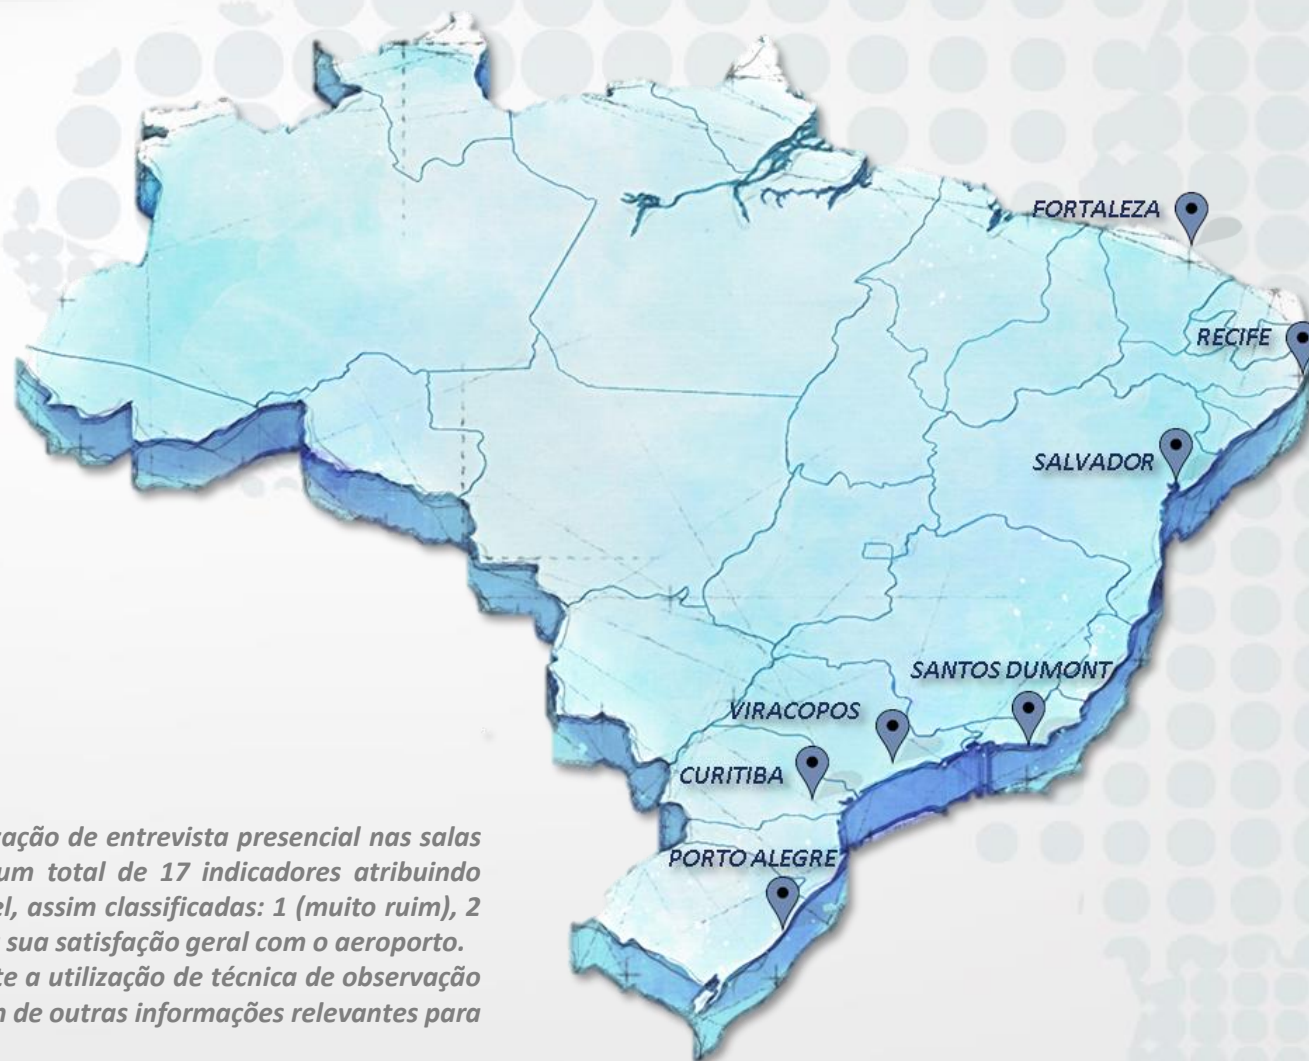 FORTALEZA
RECIFE
SALVADOR
SANTOS DUMONT
VIRACOPOS
CURITIBA
PORTO ALEGRE
ação de entrevista presencial nas salas
um total de 17 indicadores atribuindo
el, assim classificadas: 1 (muito ruim), 2
sua satisfação geral com o aeroporto.
te a utilização de técnica de observação
de outras informações relevantes para